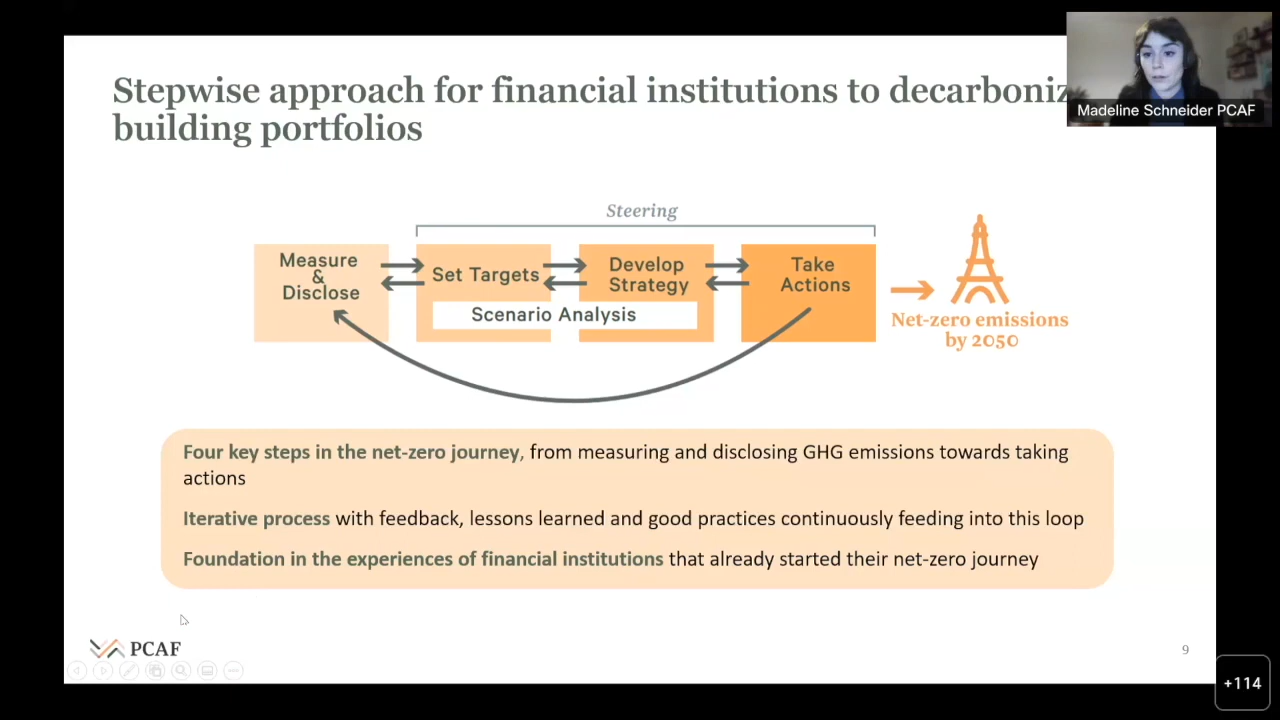 Stepwise approach for financial institutions to decarboniz
building portfolios
Madeline Schneider PCAF
Steering
Measure
&
Disclose
Set Targets
Develop
Strategy
Take
Actions
Scenario Analysis
Net-zero emissions
by 2050
Four key steps in the net-zero journey, from measuring and disclosing GHG emissions towards taking
actions
Iterative process with feedback, lessons learned and good practices continuously feeding into this loop
Foundation in the experiences of financial institutions that already started their net-zero journey
PCAF
9
+114